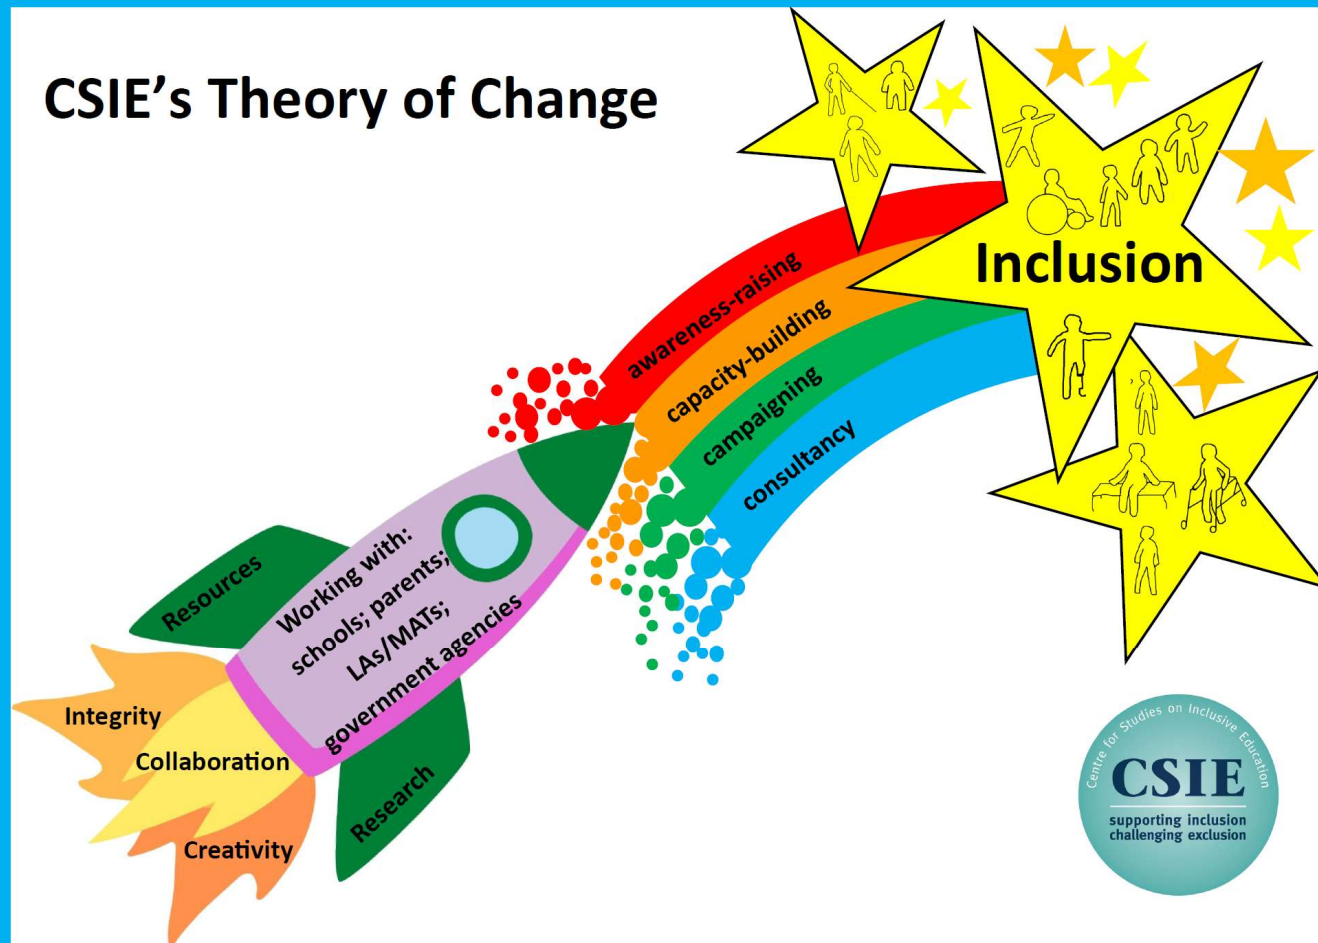 CSIE's Theory of Change
Inclusion
awareness-raising
capacity-building
campaigning
consultancy
Working with:
schools; parents;
LAs/MATs;
government agencies
Resources
Research
Integrity
Collaboration
Creativity
Centre for Studies on Inclusive Education
CSIE
supporting inclusion
challenging exclusion